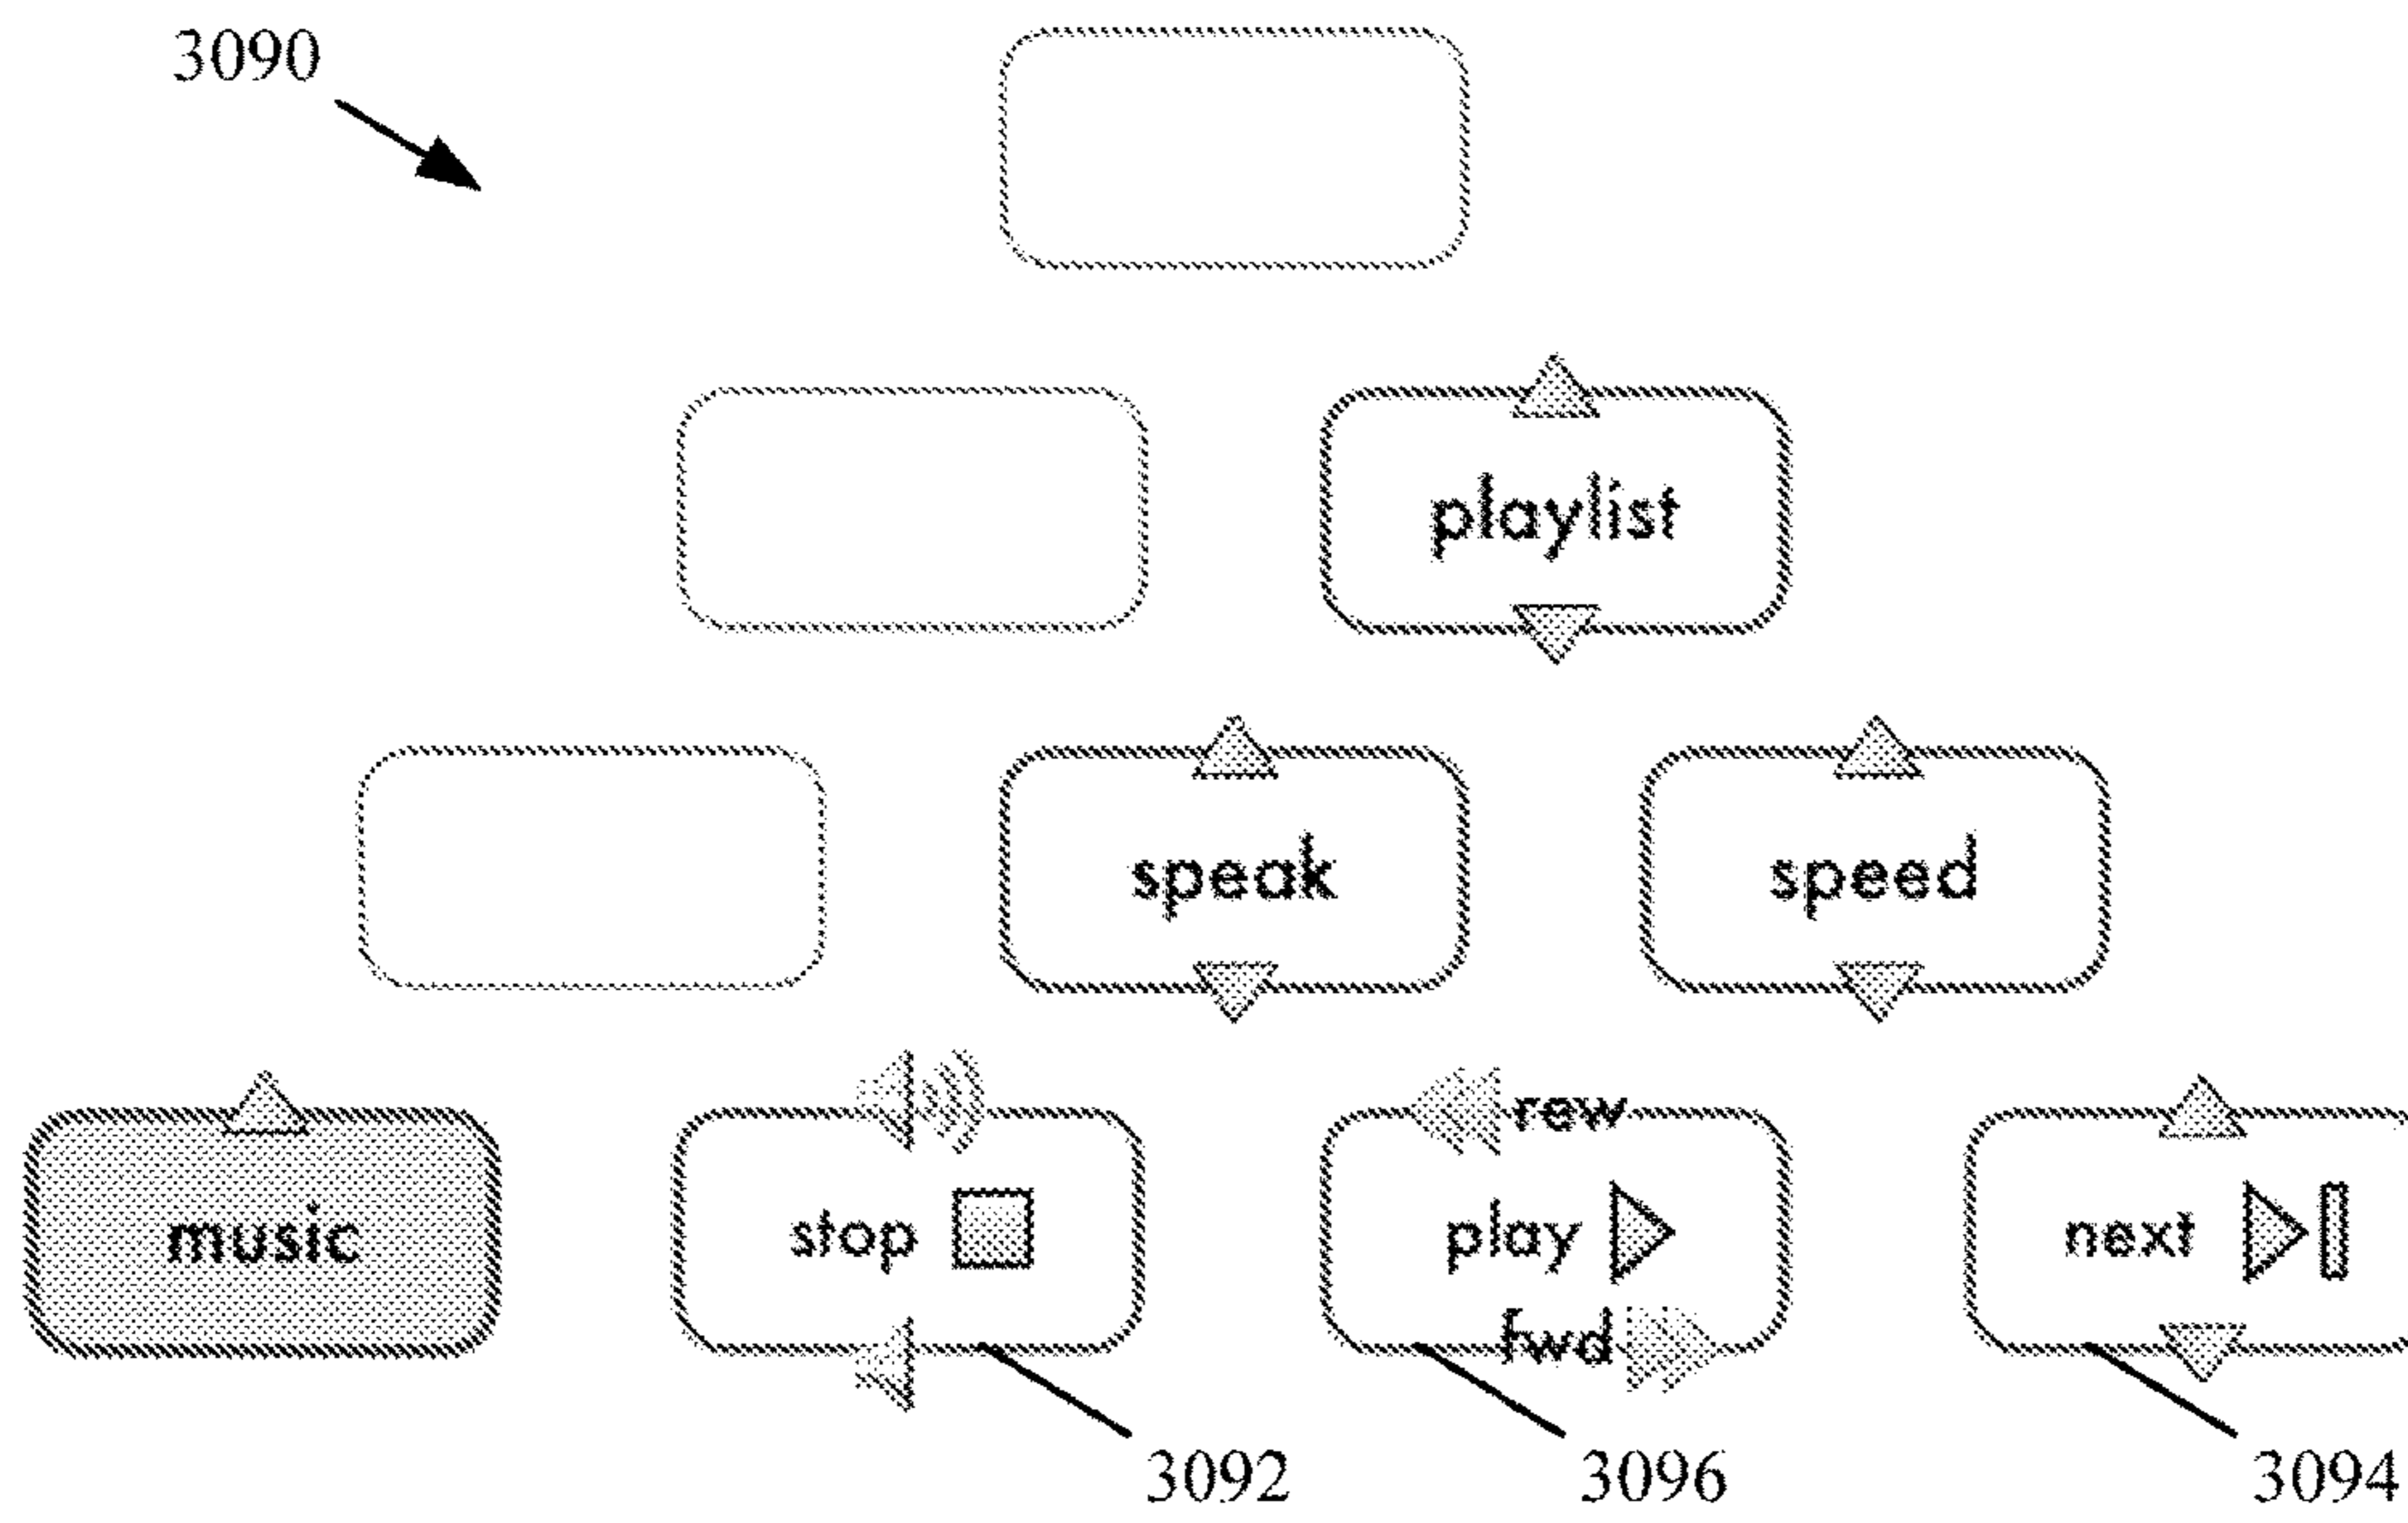 3090
playlist
speak speed
rew
music stop play next
fwd
3092 3096 3094